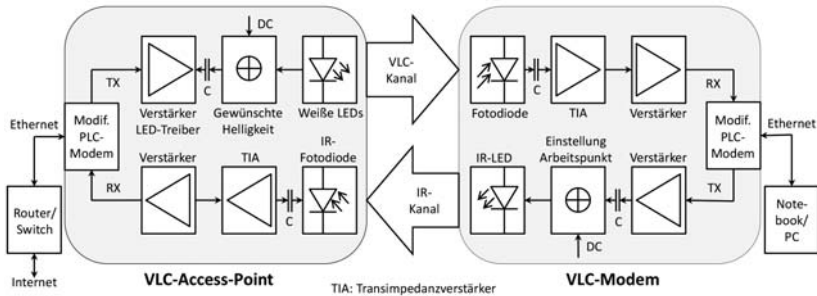 DC
TX
C
Verstärker
LED-Treiber
Gewünschte
Helligkeit
Weiße LEDs
Ethernet
Modif.
PLC-
Modem
Verstärker
TIA
IR-
Fotodiode
RX
C
Router/
Switch
Internet
VLC-Access-Point
VLC-
Kanal
IR-
Kanal
C
RX
Fotodiode
TIA
Verstärker
Modif.
PLC-
Modem
Ethernet
IR-LED
Einstellung
Arbeitspunkt
Verstärker
TX
C
DC
Note-
book/
PC
VLC-Modem
TIA: Transimpedanzverstärker